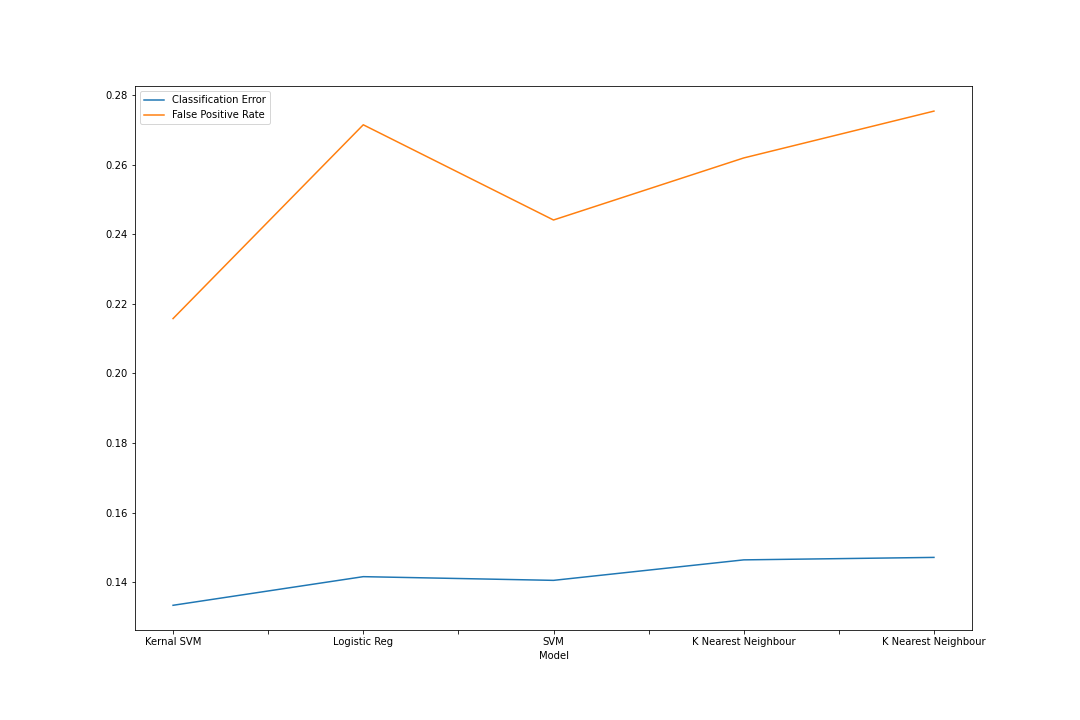 Classification Error
False Positive Rate
0.28
0.26
0.24
0.22
0.20
0.18
0.16
0.14
Kernal SVM Logistic Reg SVM K Nearest Neighbour K Nearest Neighbour
Model